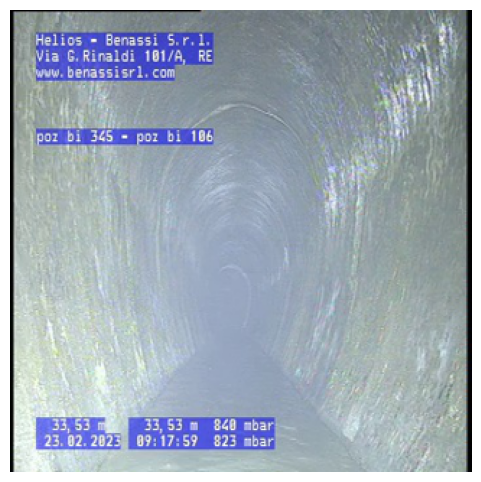 Helios - Benassi S.r.l.
Via G.Rinaldi 101/A, RE
www.benassisrl.com
poz bi 345 - poz bi 106
33,53 m 33,53 m 840 mbar
23.02.2023 09:17:59 823 mbar